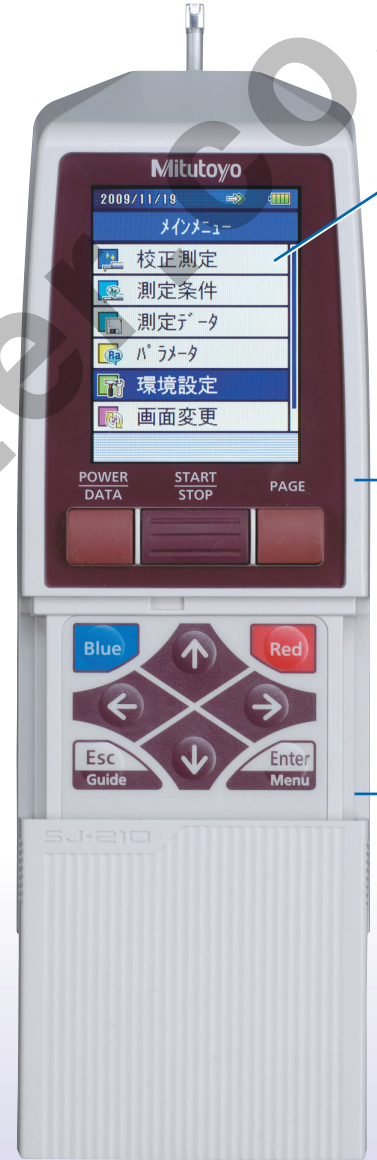 Mitutoyo
2009/11/19
メインメニュー
校正測定
測定条件
測定データ
Ra パラメータ
環境設定
画面変更
POWER
DATA
START
STOP
PAGE
Blue
Red
Esc
Guide
Enter
Menu
SJ-210